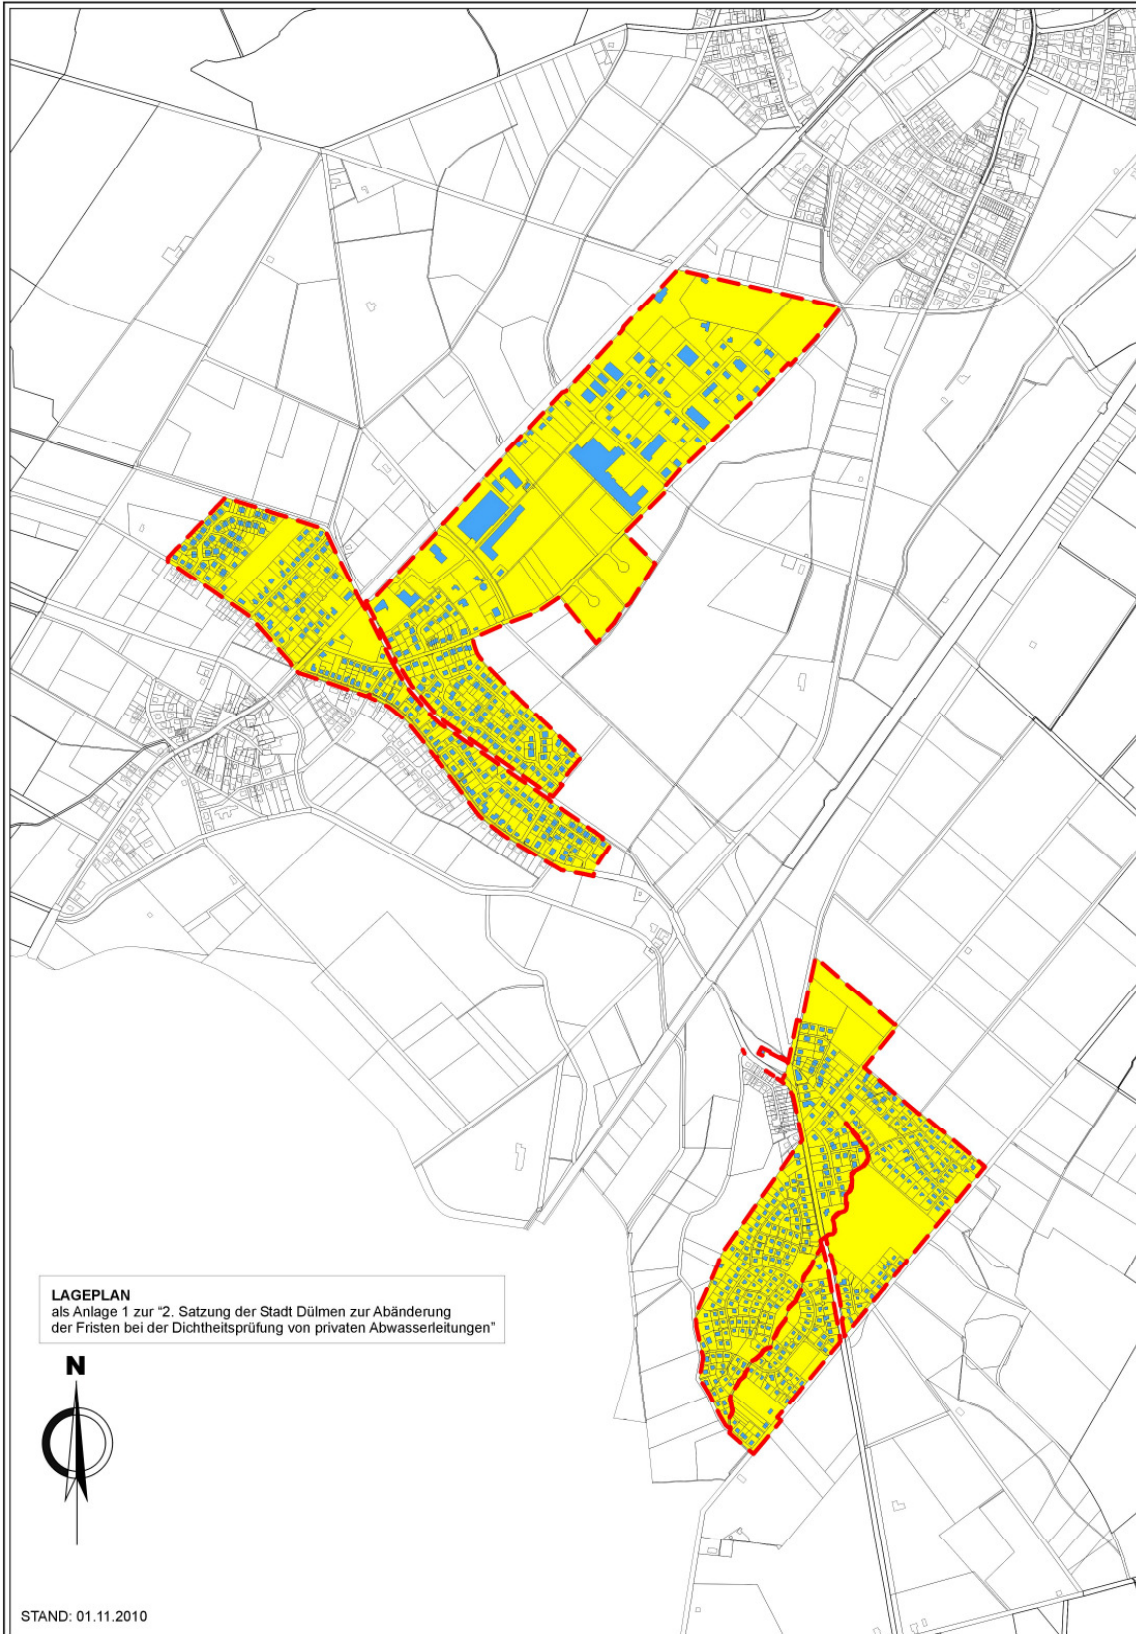 LAGEPLAN
als Anlage 1 zur "2. Satzung der Stadt Dülmen zur Abänderung
der Fristen bei der Dichtheitsprüfung von privaten Abwasserleitungen"
N
STAND: 01.11.2010